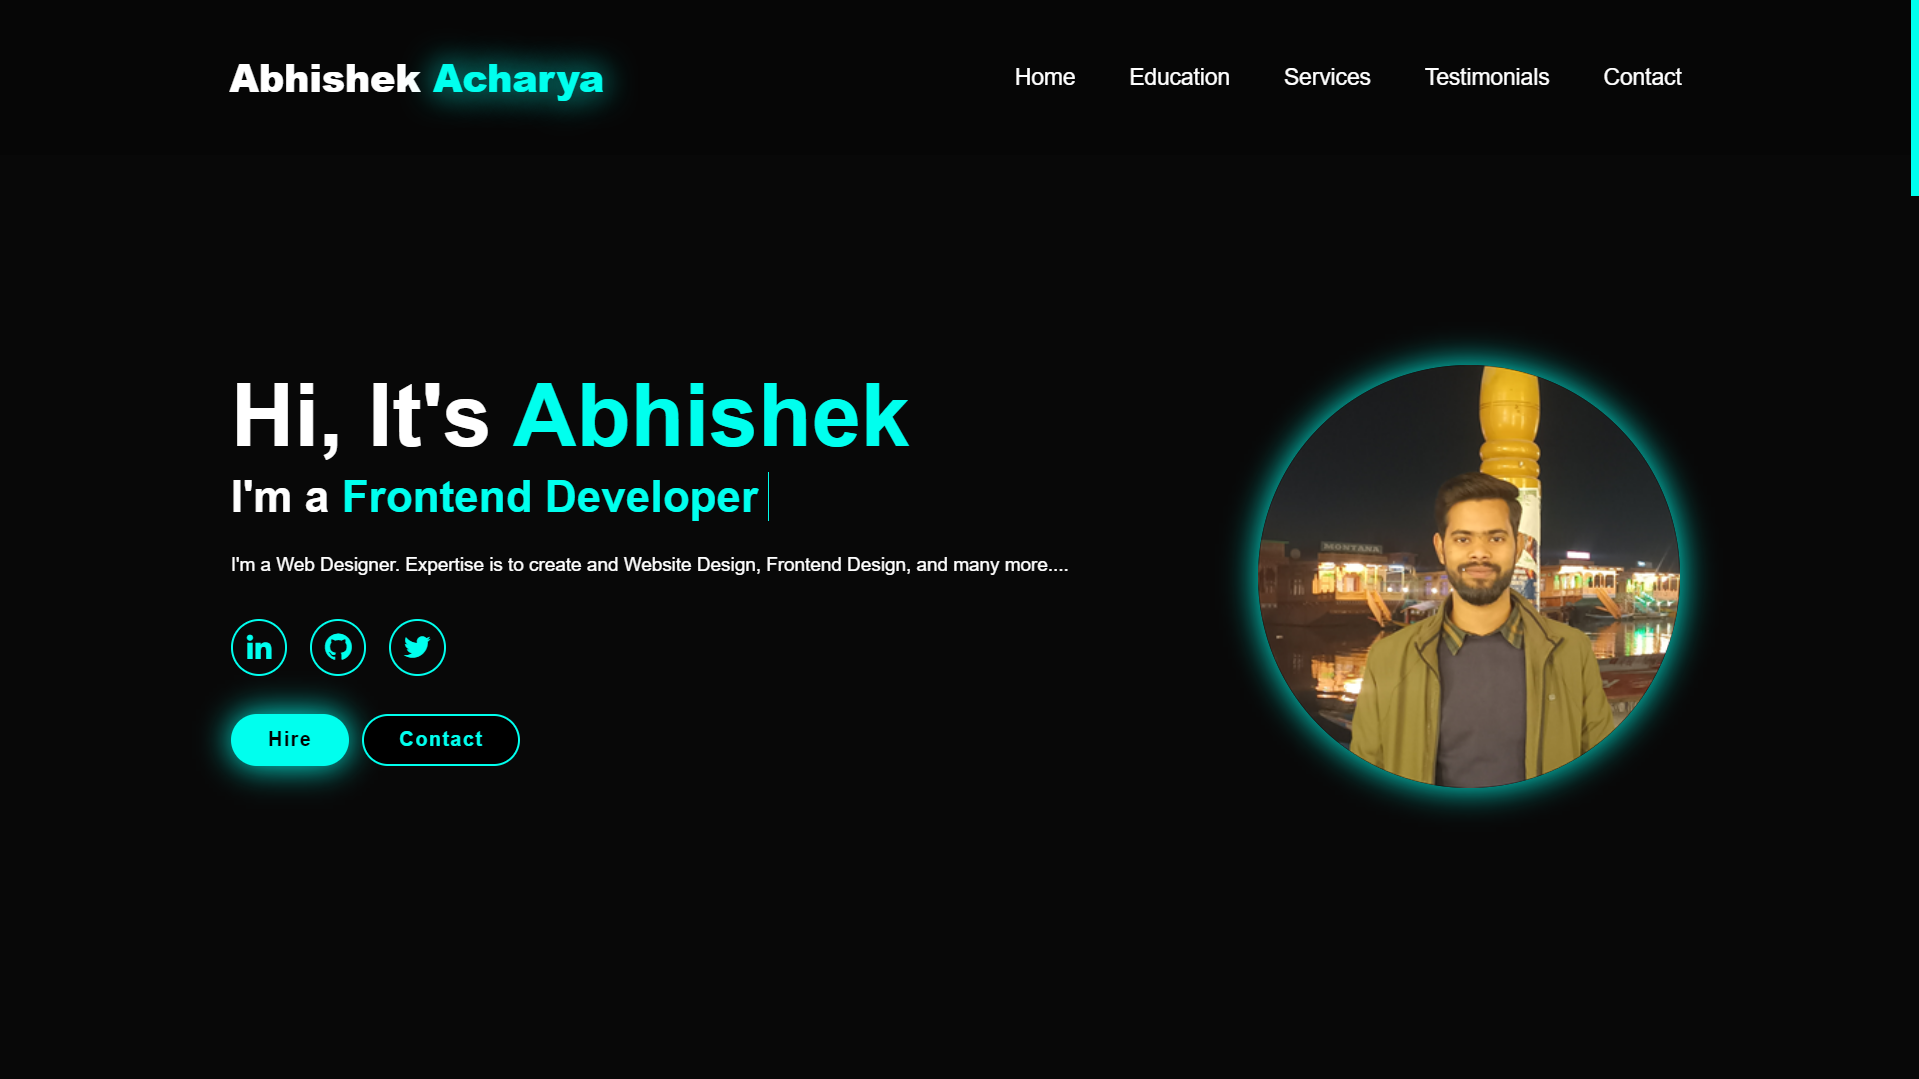 Abhishek Acharya
Home Education Services Testimonials Contact
Hi, It's Abhishek
I'm a Frontend Developer
I'm a Web Designer. Expertise is to create and Website Design, Frontend Design, and many more....
in
Hire Contact
MONTANA